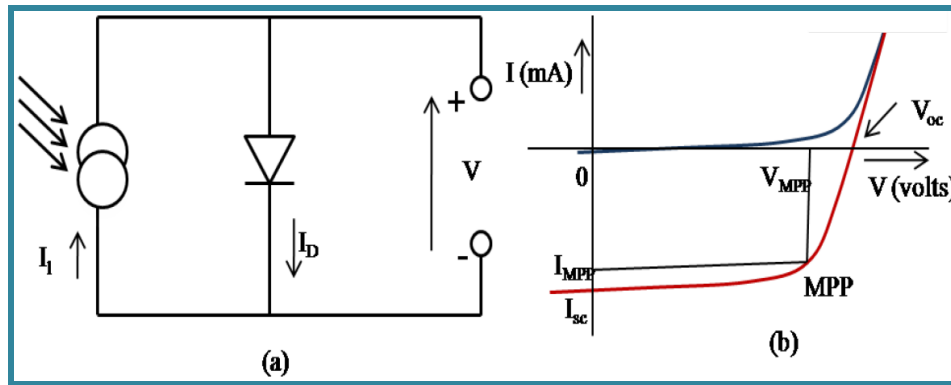 I (mA)
V_oc
+
0
V_MPP
V (volts)
V
I_l
I_D
-
I_MPP
MPP
I_sc
(a)
(b)